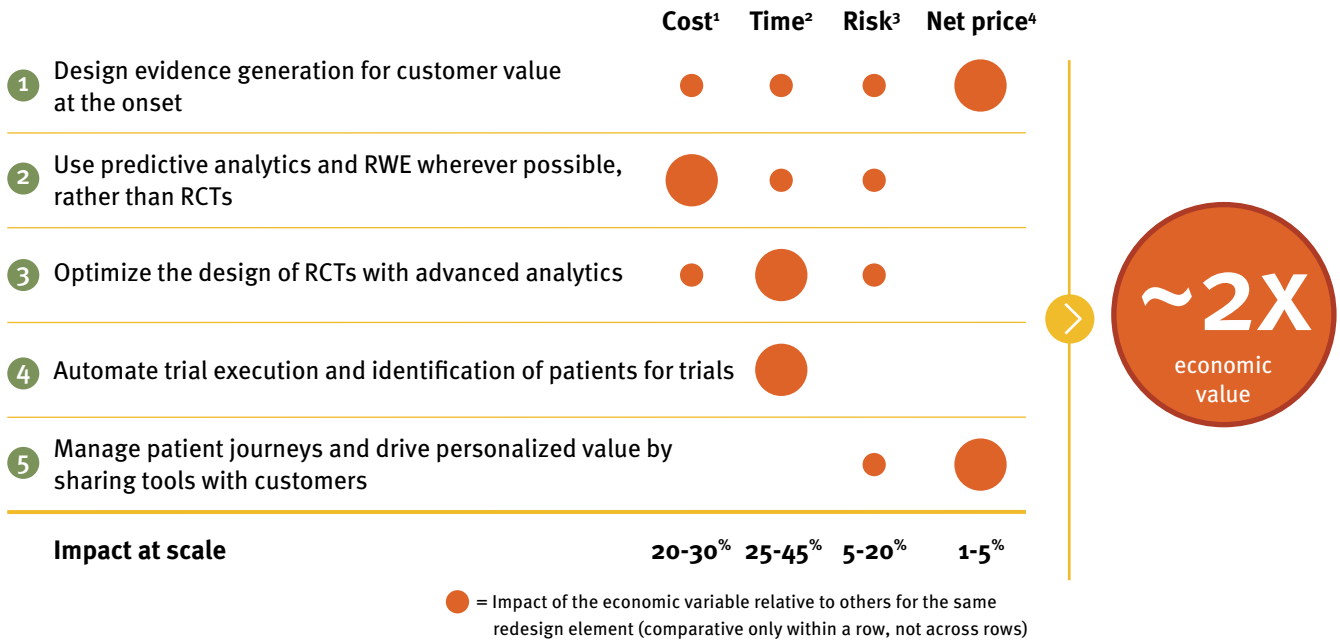 Cost¹ Time² Risk³ Net price⁴
1 Design evidence generation for customer value
at the onset
2 Use predictive analytics and RWE wherever possible,
rather than RCTs
3 Optimize the design of RCTs with advanced analytics
4 Automate trial execution and identification of patients for trials
5 Manage patient journeys and drive personalized value by
sharing tools with customers
Impact at scale 20-30% 25-45% 5-20% 1-5%
= Impact of the economic variable relative to others for the same
redesign element (comparative only within a row, not across rows)
~2X
economic
value